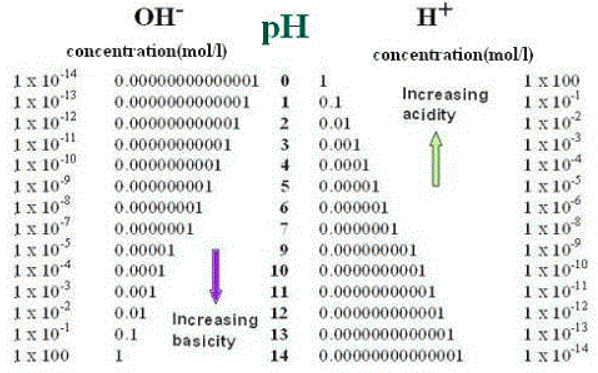 OH⁻ pH H⁺
concentration(mol/l) concentration(mol/l)
1 x 10⁻¹⁴ 0.00000000000001 0 1 1 x 100
1 x 10⁻¹³ 0.0000000000001 1 0.1 1 x 10⁻¹
1 x 10⁻¹² 0.000000000001 2 0.01 1 x 10⁻²
1 x 10⁻¹¹ 0.00000000001 3 0.001 1 x 10⁻³
1 x 10⁻¹⁰ 0.0000000001 4 0.0001 1 x 10⁻⁴
1 x 10⁻⁹ 0.000000001 5 0.00001 1 x 10⁻⁵
1 x 10⁻⁸ 0.00000001 6 0.000001 1 x 10⁻⁶
1 x 10⁻⁷ 0.0000001 7 0.0000001 1 x 10⁻⁸
1 x 10⁻⁵ 0.00001 9 0.000000001 1 x 10⁻⁹
1 x 10⁻⁴ 0.0001 10 0.0000000001 1 x 10⁻¹⁰
1 x 10⁻³ 0.001 11 0.00000000001 1 x 10⁻¹¹
1 x 10⁻² 0.01 12 0.000000000001 1 x 10⁻¹²
1 x 10⁻¹ 0.1 13 0.0000000000001 1 x 10⁻¹³
1 x 100 1 14 0.00000000000001 1 x 10⁻¹⁴
Increasing
acidity
Increasing
basicity